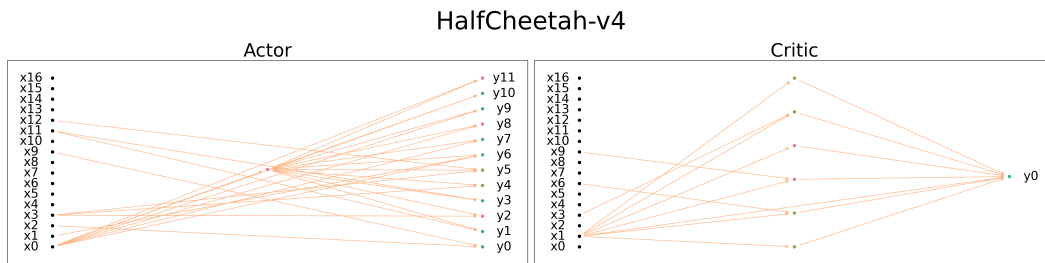 HalfCheetah-v4
Actor
Critic
x16
x15
x14
x13
x12
x11
x10
x9
x8
x7
x6
x5
x4
x3
x2
x1
x0
y11
y10
y9
y8
y7
y6
y5
y4
y3
y2
y1
y0
x16
x15
x14
x13
x12
x11
x10
x9
x8
x7
x6
x5
x4
x3
x2
x1
x0
y0